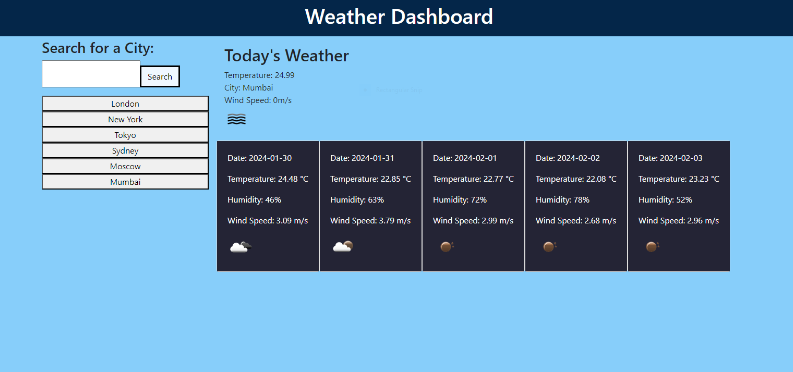 Weather Dashboard
Search for a City:
Search
London
New York
Tokyo
Sydney
Moscow
Mumbai
Today's Weather
Temperature: 24.99
City: Mumbai
Wind Speed: 0m/s
Date: 2024-01-30
Temperature: 24.48 °C
Humidity: 46%
Wind Speed: 3.09 m/s
Date: 2024-01-31
Temperature: 22.85 °C
Humidity: 63%
Wind Speed: 3.79 m/s
Date: 2024-02-01
Temperature: 22.77 °C
Humidity: 72%
Wind Speed: 2.99 m/s
Date: 2024-02-02
Temperature: 22.08 °C
Humidity: 78%
Wind Speed: 2.68 m/s
Date: 2024-02-03
Temperature: 23.23 °C
Humidity: 52%
Wind Speed: 2.96 m/s